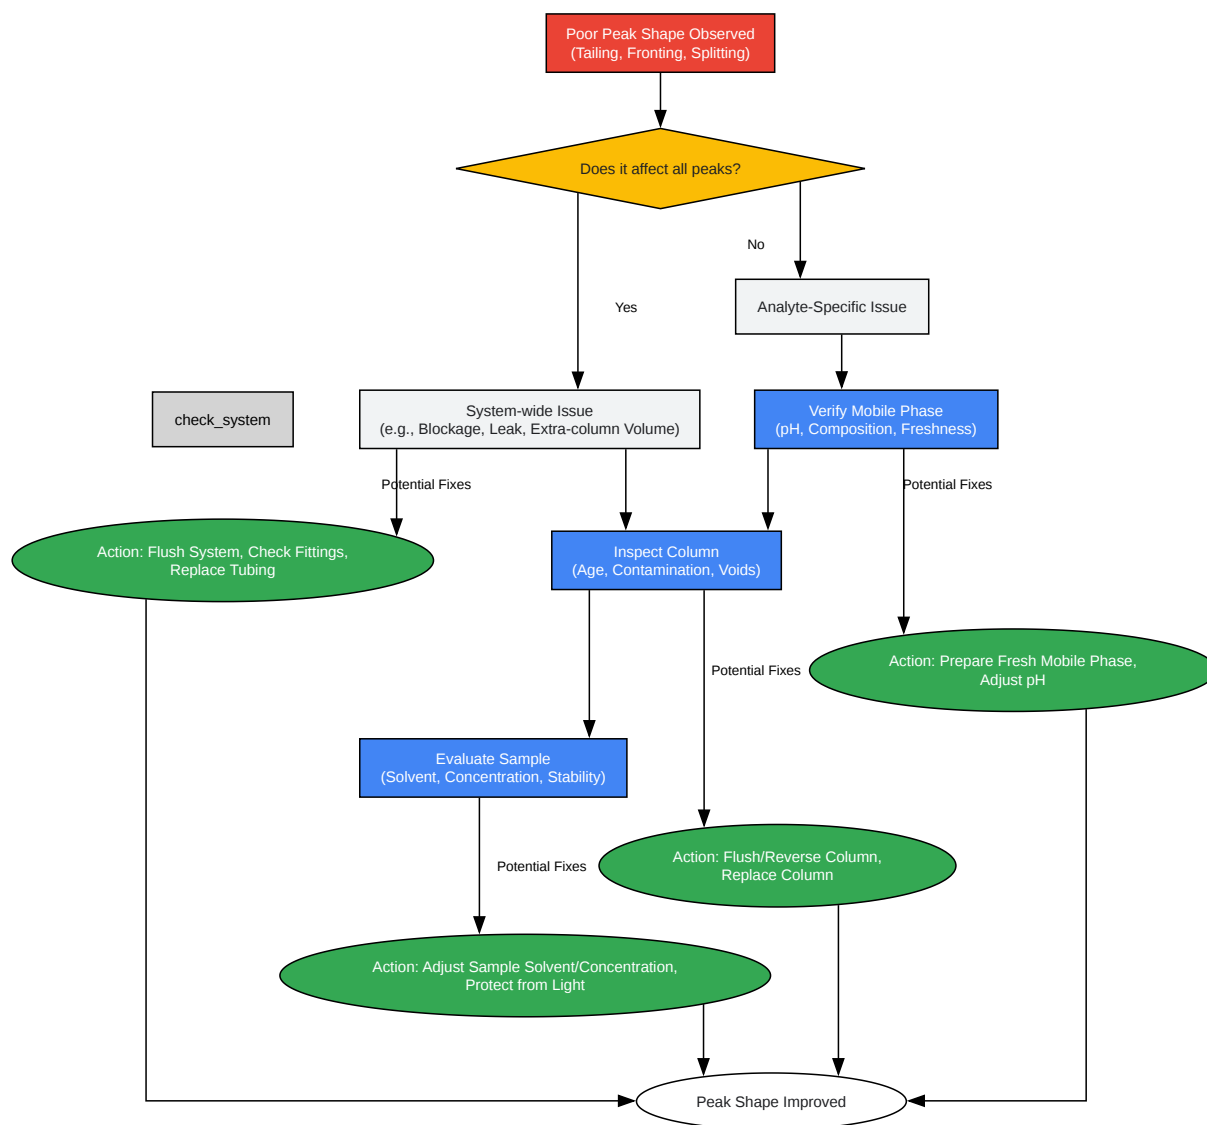 Poor Peak Shape Observed
(Tailing, Fronting, Splitting)
Does it affect all peaks?
No
Yes
Analyte-Specific Issue
check_system
System-wide Issue
(e.g., Blockage, Leak, Extra-column Volume)
Verify Mobile Phase
(pH, Composition, Freshness)
Potential Fixes
Potential Fixes
Action: Flush System, Check Fittings,
Replace Tubing
Inspect Column
(Age, Contamination, Voids)
Potential Fixes
Action: Prepare Fresh Mobile Phase,
Adjust pH
Evaluate Sample
(Solvent, Concentration, Stability)
Potential Fixes
Action: Flush/Reverse Column,
Replace Column
Action: Adjust Sample Solvent/Concentration,
Protect from Light
Peak Shape Improved